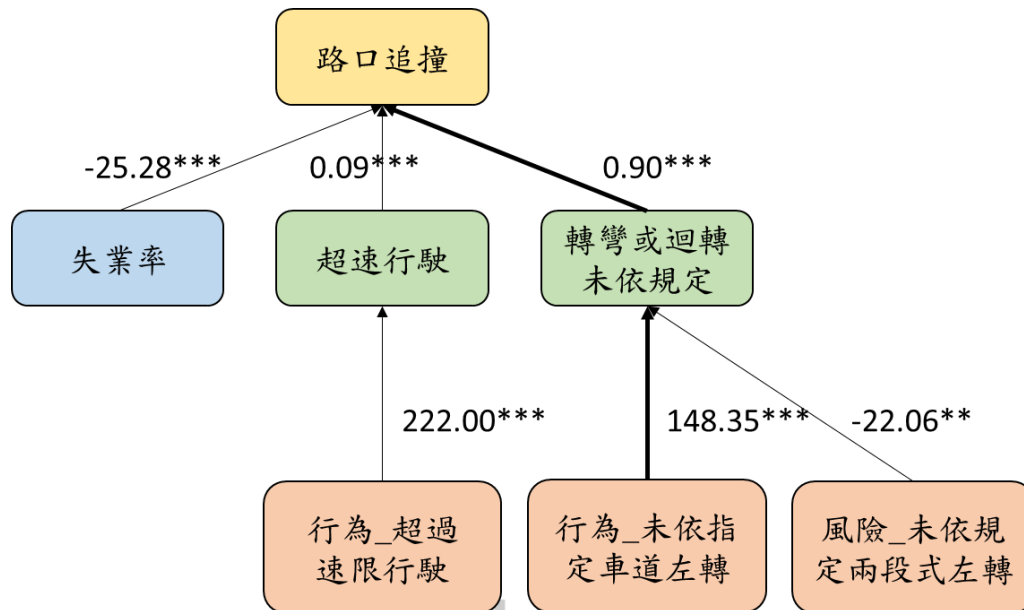 路口追撞
-25.28***
0.09***
0.90***
失業率
超速行駛
轉彎或迴轉
未依規定
222.00***
148.35***
-22.06**
行為_超過
速限行駛
行為_未依指
定車道左轉
風險_未依規
定兩段式左轉